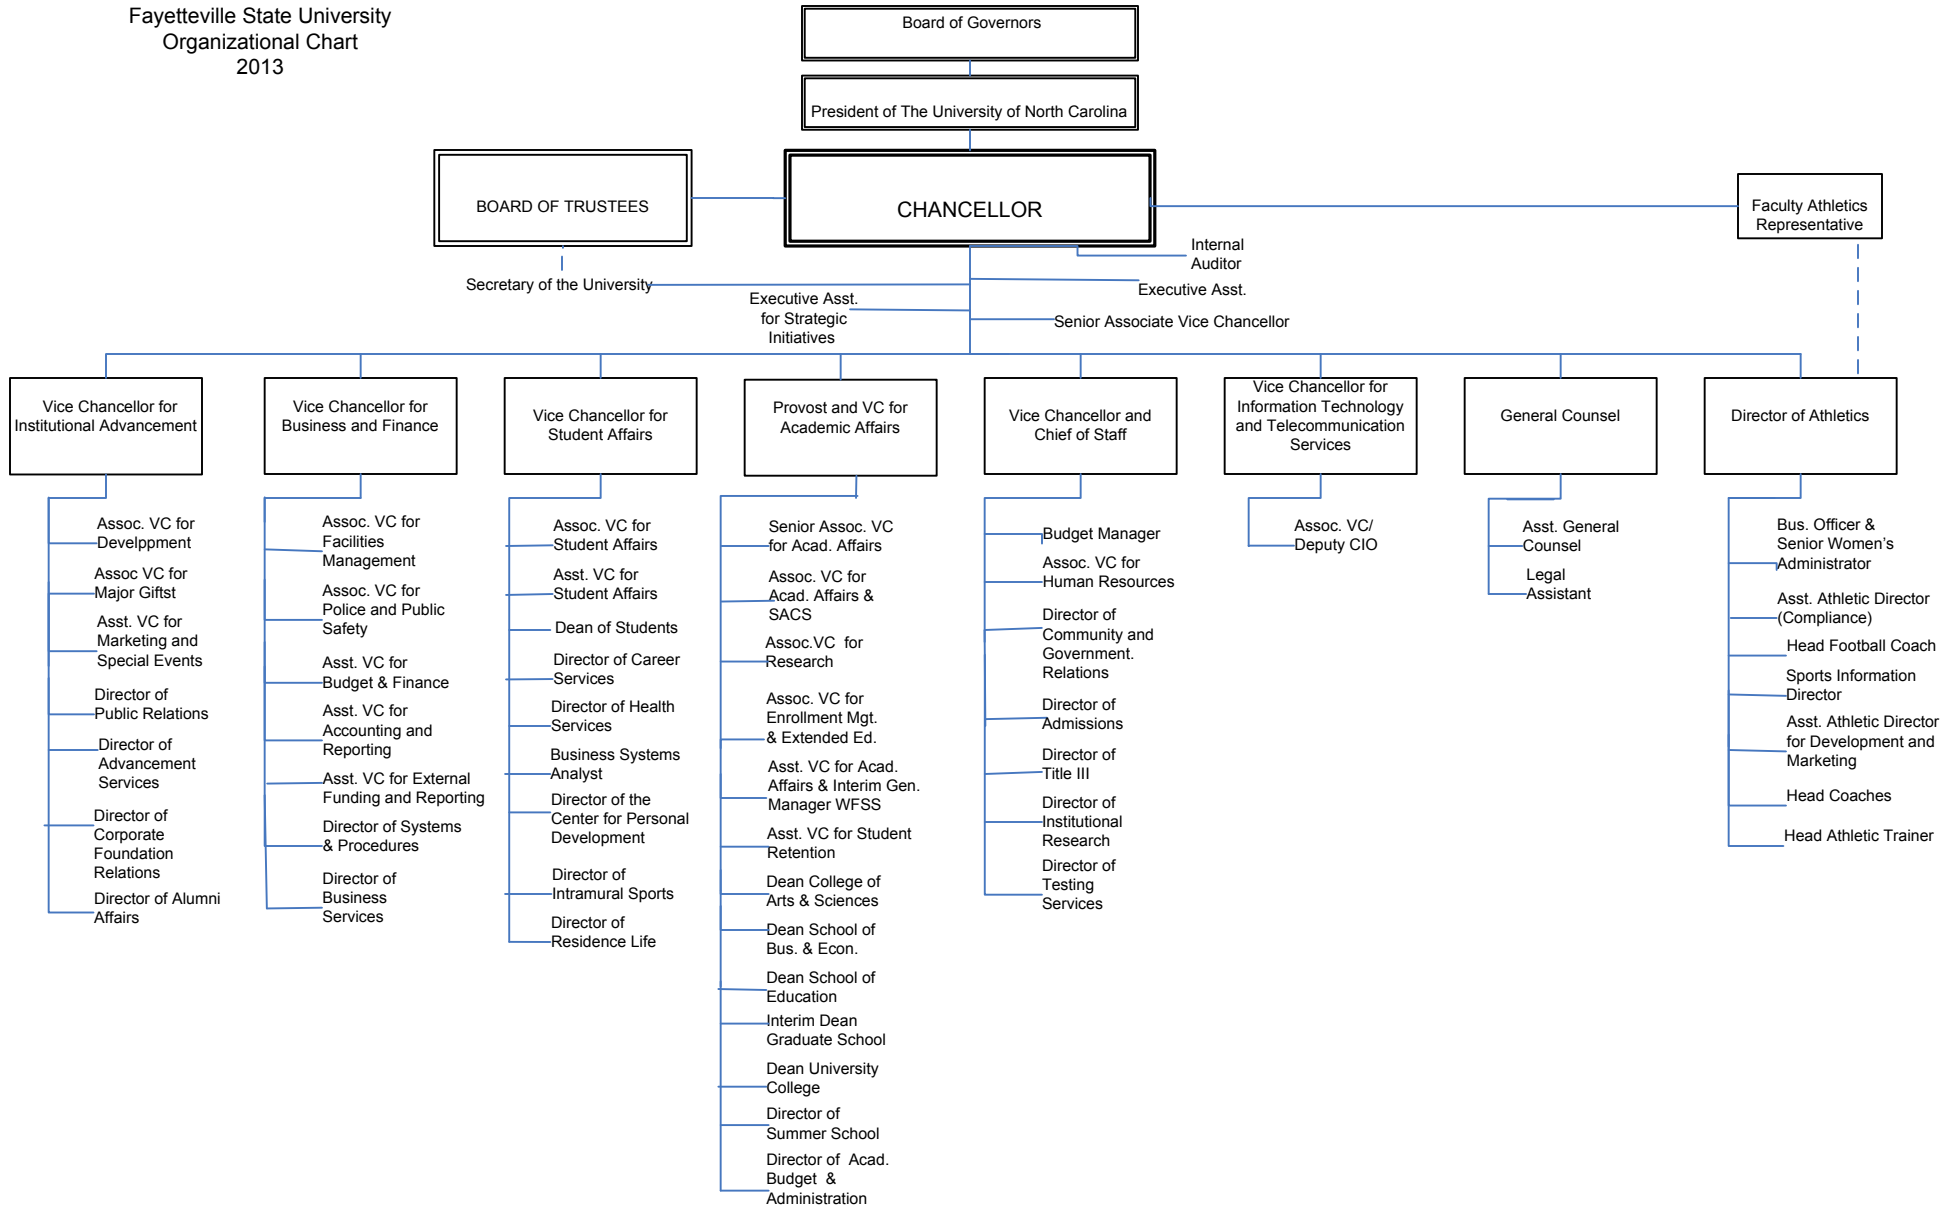 Fayetteville State University
Organizational Chart
2013
Board of Governors
President of The University of North Carolina
BOARD OF TRUSTEES
CHANCELLOR
Faculty Athletics
Representative
Internal
Auditor
Secretary of the University
Executive Asst.
Executive Asst.
for Strategic
Initiatives
Senior Associate Vice Chancellor
Vice Chancellor for
Institutional Advancement
Vice Chancellor for
Business and Finance
Vice Chancellor for
Student Affairs
Provost and VC for
Academic Affairs
Vice Chancellor and
Chief of Staff
Vice Chancellor for
Information Technology
and Telecommunication
Services
General Counsel
Director of Athletics
Assoc. VC for
Develppment
Assoc VC for
Major Giftst
Asst. VC for
Marketing and
Special Events
Director of
Public Relations
Director of
Advancement
Services
Director of
Corporate
Foundation
Relations
Director of Alumni
Affairs
Assoc. VC for
Facilities
Management
Assoc. VC for
Police and Public
Safety
Asst. VC for
Budget & Finance
Asst. VC for
Accounting and
Reporting
Asst. VC for External
Funding and Reporting
Director of Systems
& Procedures
Director of
Business
Services
Assoc. VC for
Student Affairs
Asst. VC for
Student Affairs
Dean of Students
Director of Career
Services
Director of Health
Services
Business Systems
Analyst
Director of the
Center for Personal
Development
Director of
Intramural Sports
Director of
Residence Life
Senior Assoc. VC
for Acad. Affairs
Assoc. VC for
Acad. Affairs &
SACS
Assoc.VC for
Research
Assoc. VC for
Enrollment Mgt.
& Extended Ed.
Asst. VC for Acad.
Affairs & Interim Gen.
Manager WFSS
Asst. VC for Student
Retention
Dean College of
Arts & Sciences
Dean School of
Bus. & Econ.
Dean School of
Education
Interim Dean
Graduate School
Dean University
College
Director of
Summer School
Director of Acad.
Budget &
Administration
Budget Manager
Assoc. VC for
Human Resources
Director of
Community and
Government.
Relations
Director of
Admissions
Director of
Title III
Director of
Institutional
Research
Director of
Testing
Services
Assoc. VC/
Deputy CIO
Asst. General
Counsel
Legal
Assistant
Bus. Officer &
Senior Women's
Administrator
Asst. Athletic Director
(Compliance)
Head Football Coach
Sports Information
Director
Asst. Athletic Director
for Development and
Marketing
Head Coaches
Head Athletic Trainer